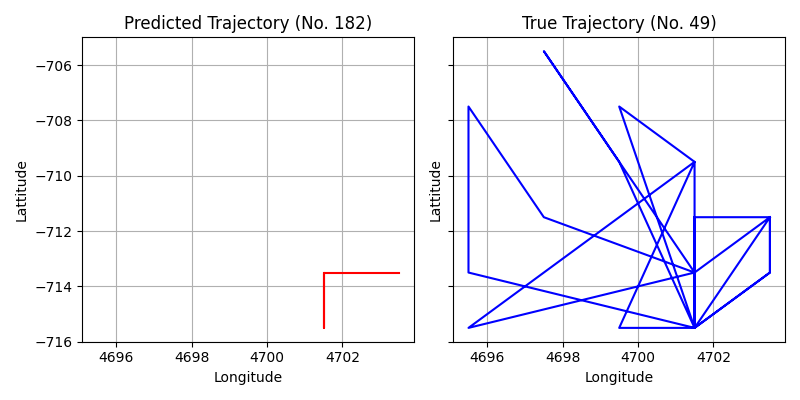 Predicted Trajectory (No. 182)
True Trajectory (No. 49)
−706
−708
−710
−712
−714
−716
Lattitude
4696
4698
4700
4702
Longitude
Lattitude
4696
4698
4700
4702
Longitude